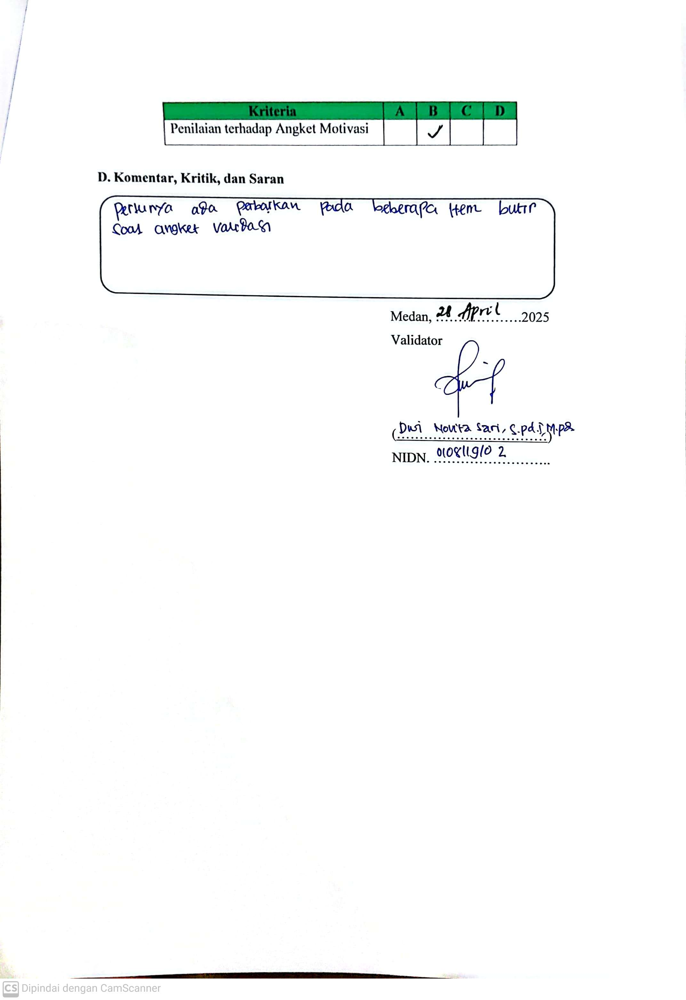 Kriteria A B C D
Penilaian terhadap Angket Motivasi ✓
D. Komentar, Kritik, dan Saran
Perlunya ada perbaikan pada beberapa item butir
Soal angket validasi
Medan, 28 April 2025
Validator
(Dwi Novita Sari, S.Pd.I, M.Pd)
NIDN. 0108119102
CS Dipindai dengan CamScanner